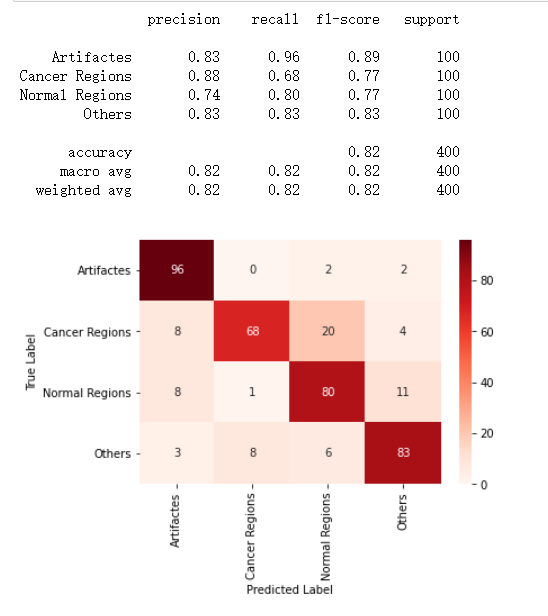 precision recall f1-score support
Artifactes 0.83 0.96 0.89 100
Cancer Regions 0.88 0.68 0.77 100
Normal Regions 0.74 0.80 0.77 100
Others 0.83 0.83 0.83 100
accuracy 0.82 400
macro avg 0.82 0.82 0.82 400
weighted avg 0.82 0.82 0.82 400
True Label
Artifactes 96 0 2 2
Cancer Regions 8 68 20 4
Normal Regions 8 1 80 11
Others 3 8 6 83
80
60
40
20
0
Artifactes
Cancer Regions
Normal Regions
Others
Predicted Label